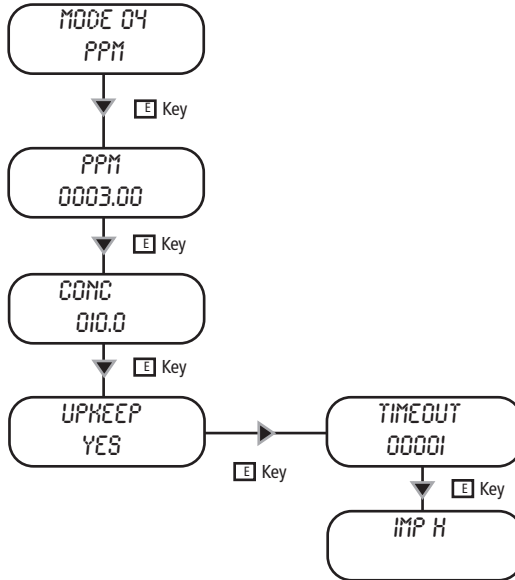 MODE 04
PPM
E Key
PPM
0003.00
E Key
CONC
010.0
E Key
UPKEEP
YES
E Key
TIMEOUT
00001
E Key
IMP H